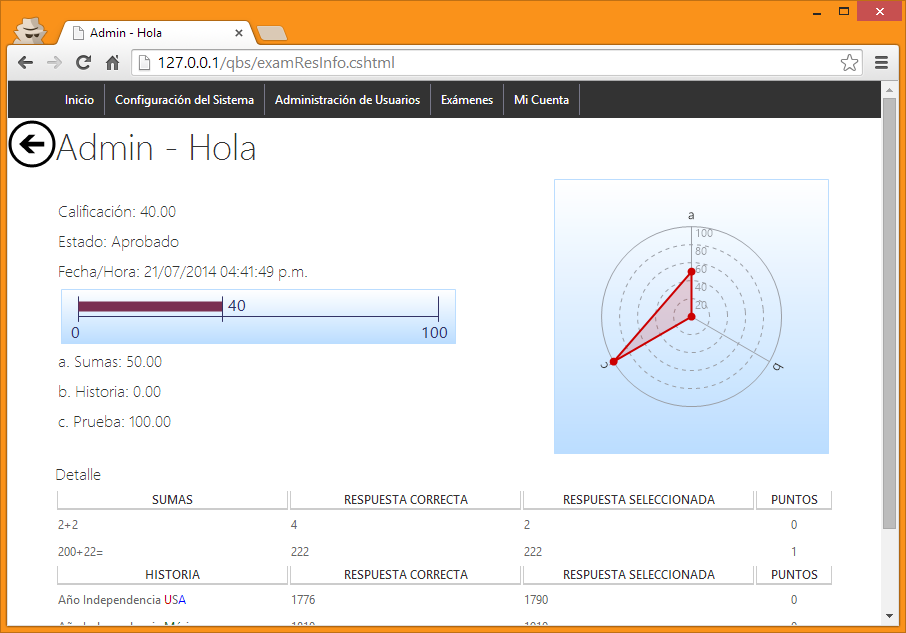 Admin - Hola
127.0.0.1/qbs/examResInfo.cshtml
Inicio Configuración del Sistema Administración de Usuarios Exámenes Mi Cuenta
Admin - Hola
Calificación: 40.00
Estado: Aprobado
Fecha/Hora: 21/07/2014 04:41:49 p.m.
40
0 100
a. Sumas: 50.00
b. Historia: 0.00
c. Prueba: 100.00
a
100
80
60
40
20
c b
Detalle
SUMAS RESPUESTA CORRECTA RESPUESTA SELECCIONADA PUNTOS
2+2 4 2 0
200+22= 222 222 1
HISTORIA RESPUESTA CORRECTA RESPUESTA SELECCIONADA PUNTOS
Año Independencia USA 1776 1790 0
Año Independencia